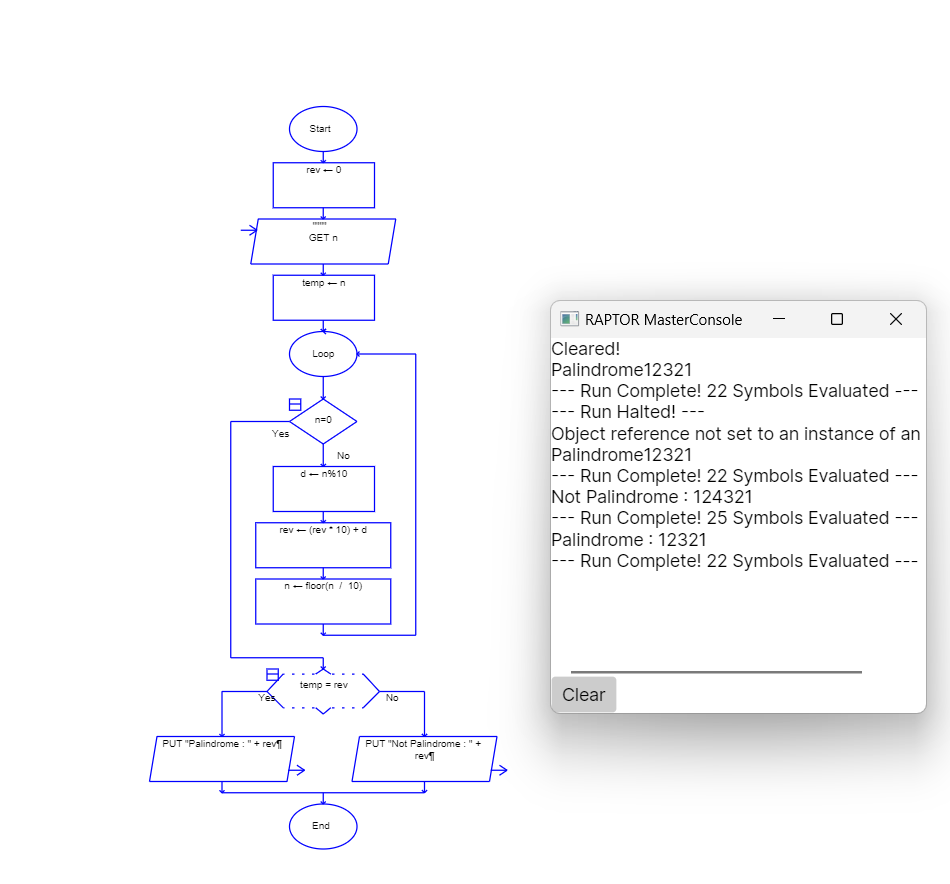 Start
rev ← 0
""""
GET n
temp ← n
Loop
n=0
Yes
No
d ← n%10
rev ← (rev * 10) + d
n ← floor(n / 10)
temp = rev
Yes
No
PUT "Palindrome : " + rev¶
PUT "Not Palindrome : " +
rev¶
End
RAPTOR MasterConsole
Cleared!
Palindrome12321
--- Run Complete! 22 Symbols Evaluated ---
--- Run Halted! ---
Object reference not set to an instance of an
Palindrome12321
--- Run Complete! 22 Symbols Evaluated ---
Not Palindrome : 124321
--- Run Complete! 25 Symbols Evaluated ---
Palindrome : 12321
--- Run Complete! 22 Symbols Evaluated ---
Clear